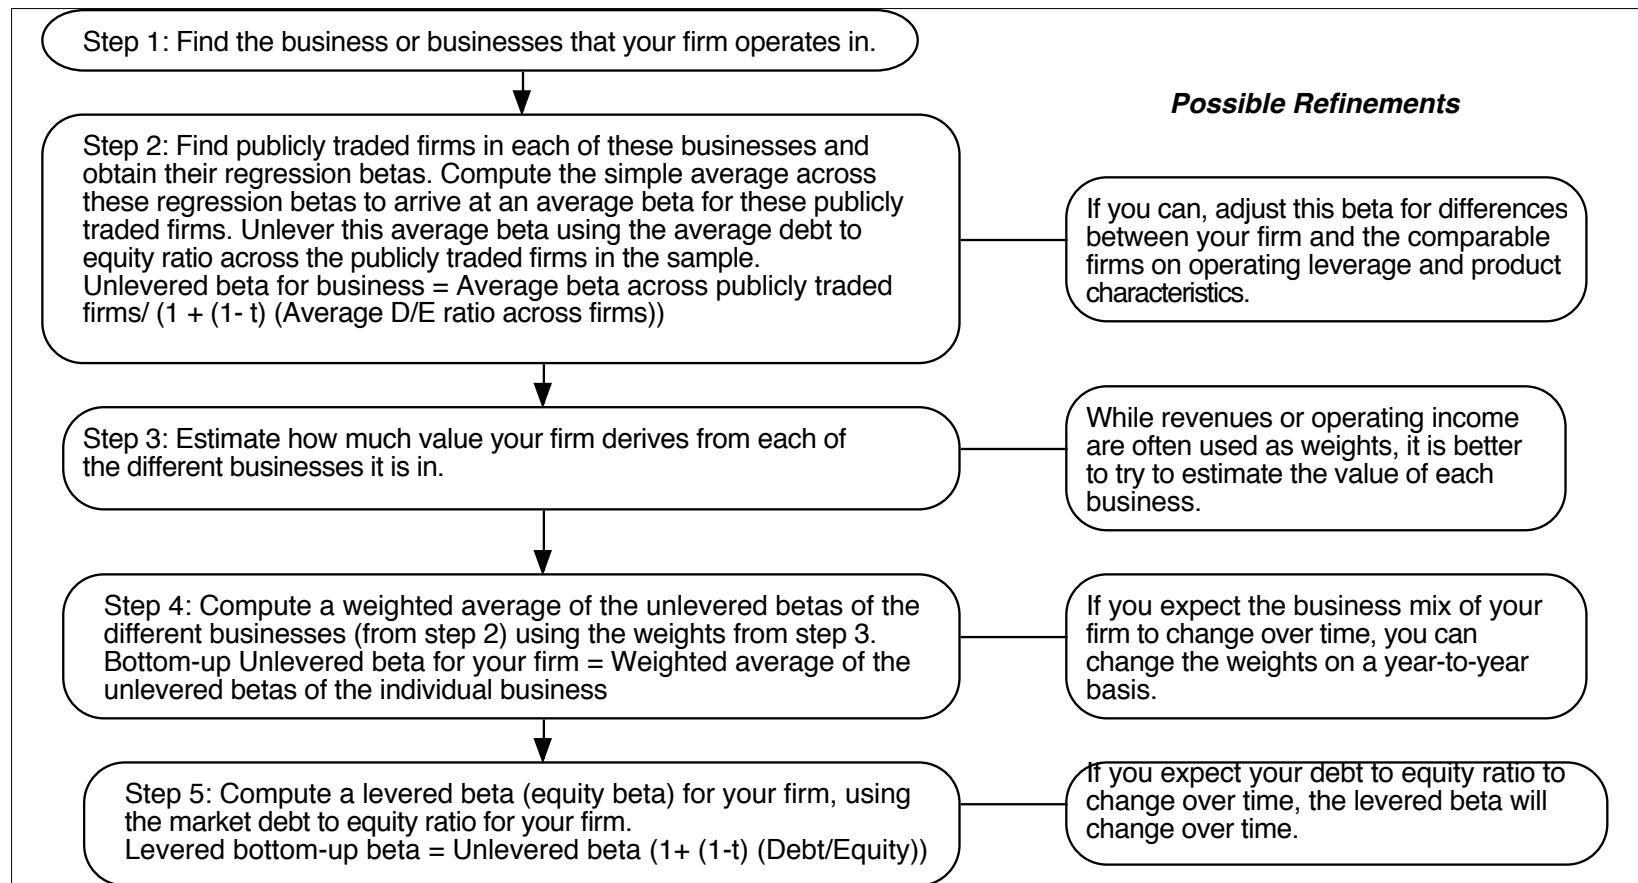 Step 1: Find the business or businesses that your firm operates in.
Possible Refinements
Step 2: Find publicly traded firms in each of these businesses and
obtain their regression betas. Compute the simple average across
these regression betas to arrive at an average beta for these publicly
traded firms. Unlever this average beta using the average debt to
equity ratio across the publicly traded firms in the sample.
Unlevered beta for business = Average beta across publicly traded
firms/ (1 + (1- t) (Average D/E ratio across firms))
If you can, adjust this beta for differences
between your firm and the comparable
firms on operating leverage and product
characteristics.
Step 3: Estimate how much value your firm derives from each of
the different businesses it is in.
While revenues or operating income
are often used as weights, it is better
to try to estimate the value of each
business.
Step 4: Compute a weighted average of the unlevered betas of the
different businesses (from step 2) using the weights from step 3.
Bottom-up Unlevered beta for your firm = Weighted average of the
unlevered betas of the individual business
If you expect the business mix of your
firm to change over time, you can
change the weights on a year-to-year
basis.
Step 5: Compute a levered beta (equity beta) for your firm, using
the market debt to equity ratio for your firm.
Levered bottom-up beta = Unlevered beta (1+ (1-t) (Debt/Equity))
If you expect your debt to equity ratio to
change over time, the levered beta will
change over time.